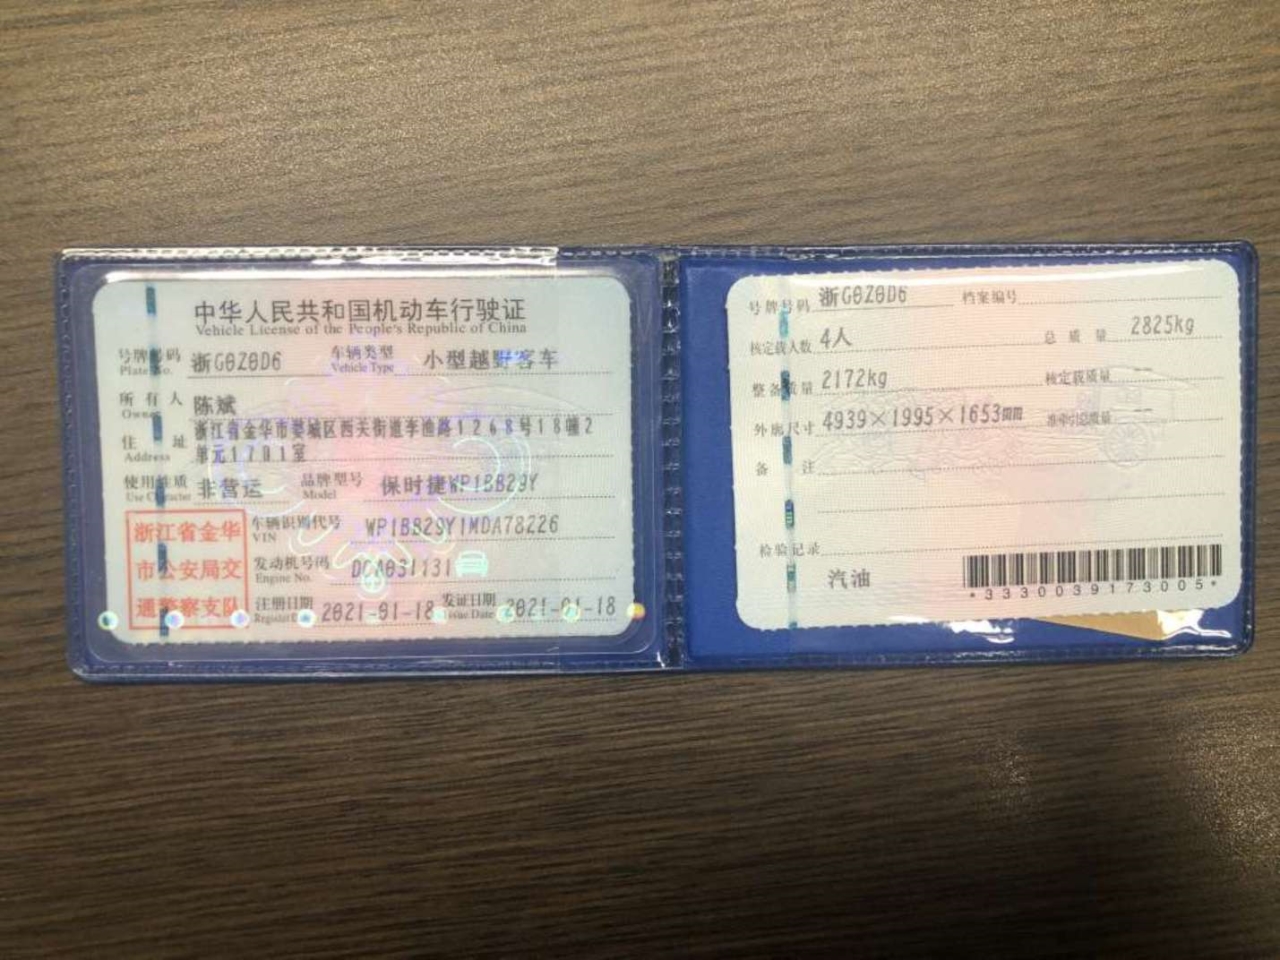 中华人民共和国机动车行驶证
Vehicle License of the People's Republic of China
号牌号码 浙G0Z0D6 车辆类型 小型越野客车
Plate No. Vehicle Type
所有人 陈斌
Owner
住址 浙江省金华市婺城区西关街道李渔路1268号18幢2
Address 单元1701室
使用性质 非营运 品牌型号 保时捷WP1BB29Y
Use Character Model
浙江省金华
市公安局交
通警察支队
车辆识别代号 WP1BB29Y1MDA78226
VIN
发动机号码 DCA031131
Engine No.
注册日期 2021-01-18 发证日期 2021-01-18
Register Date Issue Date
号牌号码 浙G0Z0D6 档案编号
核定载人数 4人 总质量 2825kg
整备质量 2172kg 核定载质量 --
外廓尺寸 4939×1995×1653mm 准牵引总质量 --
备注
检验记录
汽油
*3330039173005*